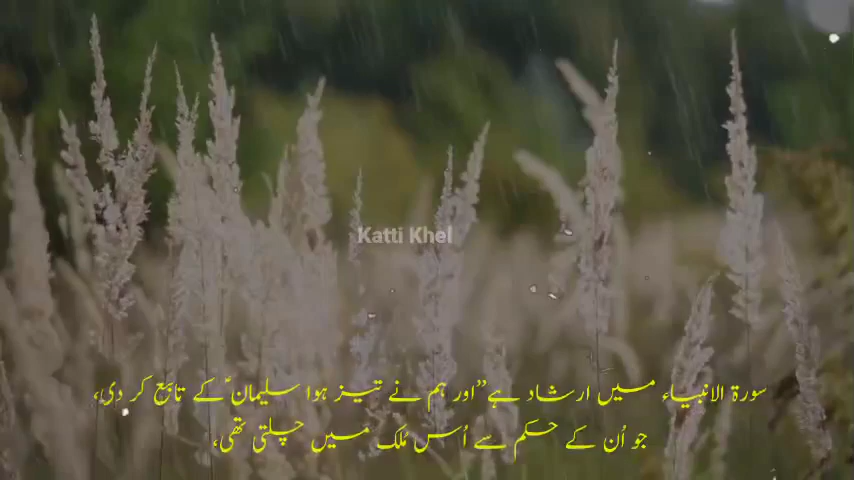 Katti Khel
سورۃ الانبیاء میں ارشاد ہے”اور ہم نے تیز ہوا سلیمانؑ کے تابع کر دی،
جو اُن کے حکم سے اُس مُلک میں چلتی تھی،